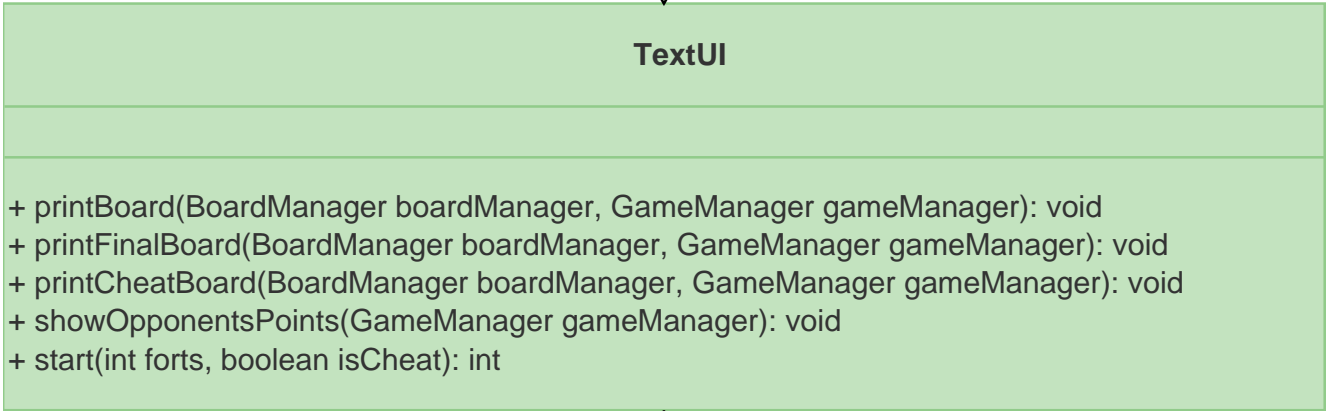 TextUI
+ printBoard(BoardManager boardManager, GameManager gameManager): void
+ printFinalBoard(BoardManager boardManager, GameManager gameManager): void
+ printCheatBoard(BoardManager boardManager, GameManager gameManager): void
+ showOpponentsPoints(GameManager gameManager): void
+ start(int forts, boolean isCheat): int